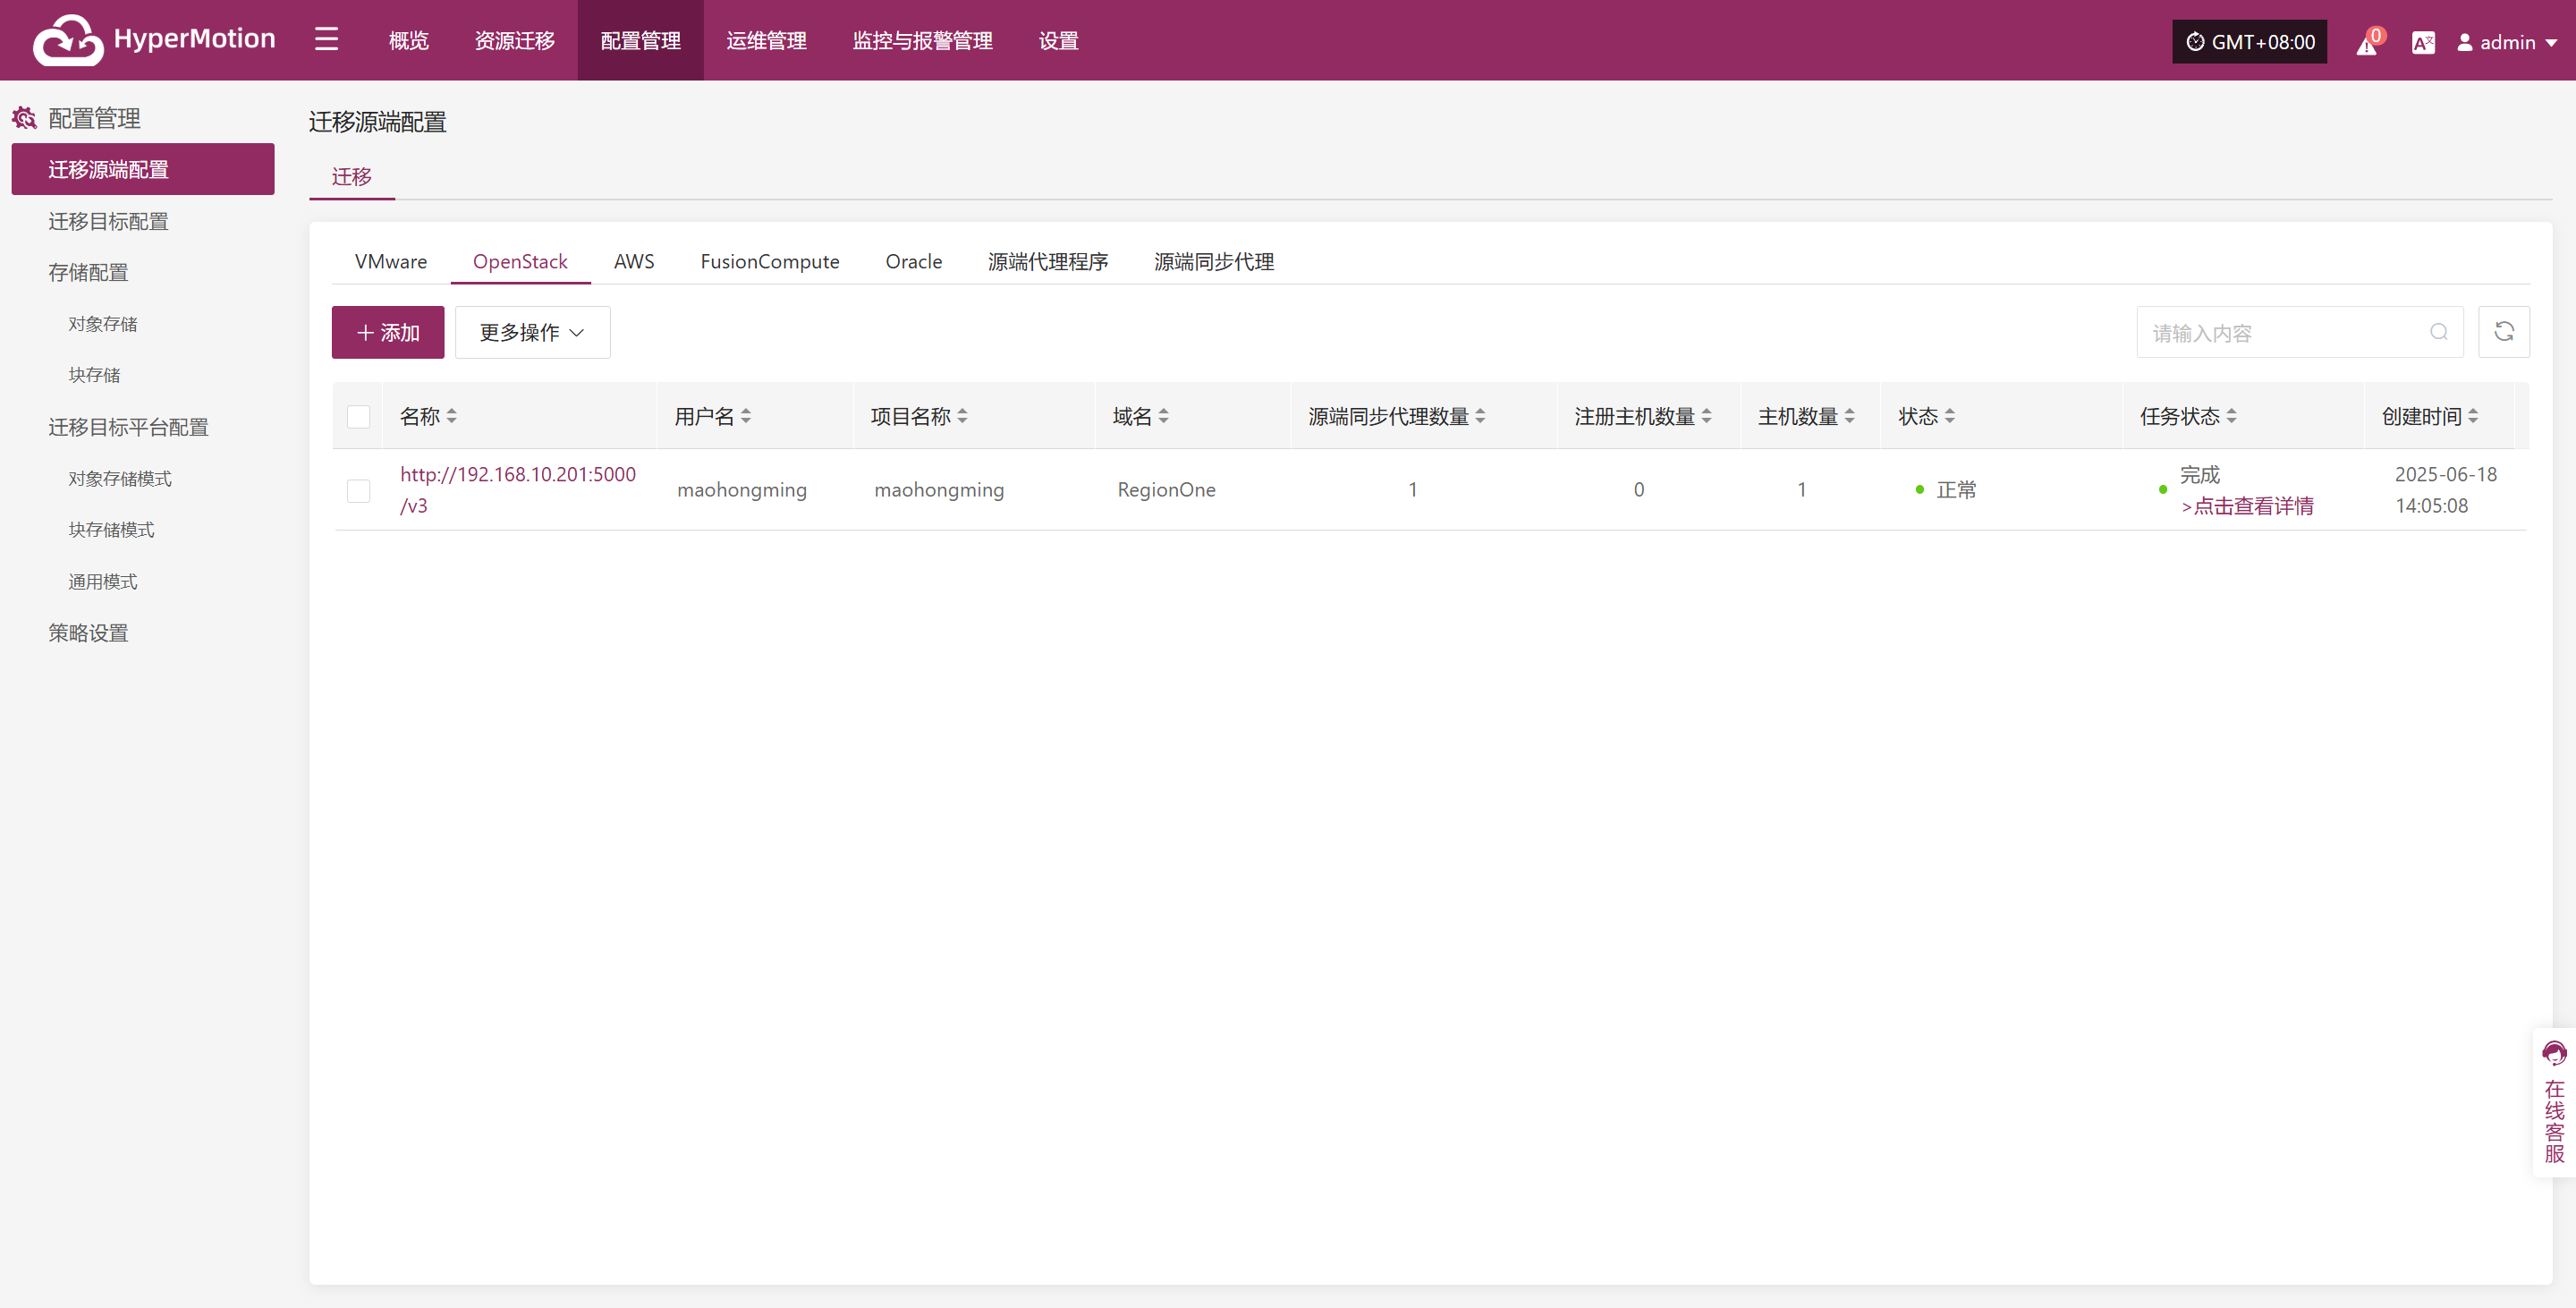 HyperMotion
概览
资源迁移
配置管理
运维管理
监控与报警管理
设置
GMT+08:00
0
A文
admin
配置管理
迁移源端配置
迁移目标配置
存储配置
对象存储
块存储
迁移目标平台配置
对象存储模式
块存储模式
通用模式
策略设置
迁移源端配置
迁移
VMware
OpenStack
AWS
FusionCompute
Oracle
源端代理程序
源端同步代理
添加
更多操作
请输入内容
名称
用户名
项目名称
域名
源端同步代理数量
注册主机数量
主机数量
状态
任务状态
创建时间
http://192.168.10.201:5000
/v3
maohongming
maohongming
RegionOne
1
0
1
正常
完成
>点击查看详情
2025-06-18
14:05:08
在线客服